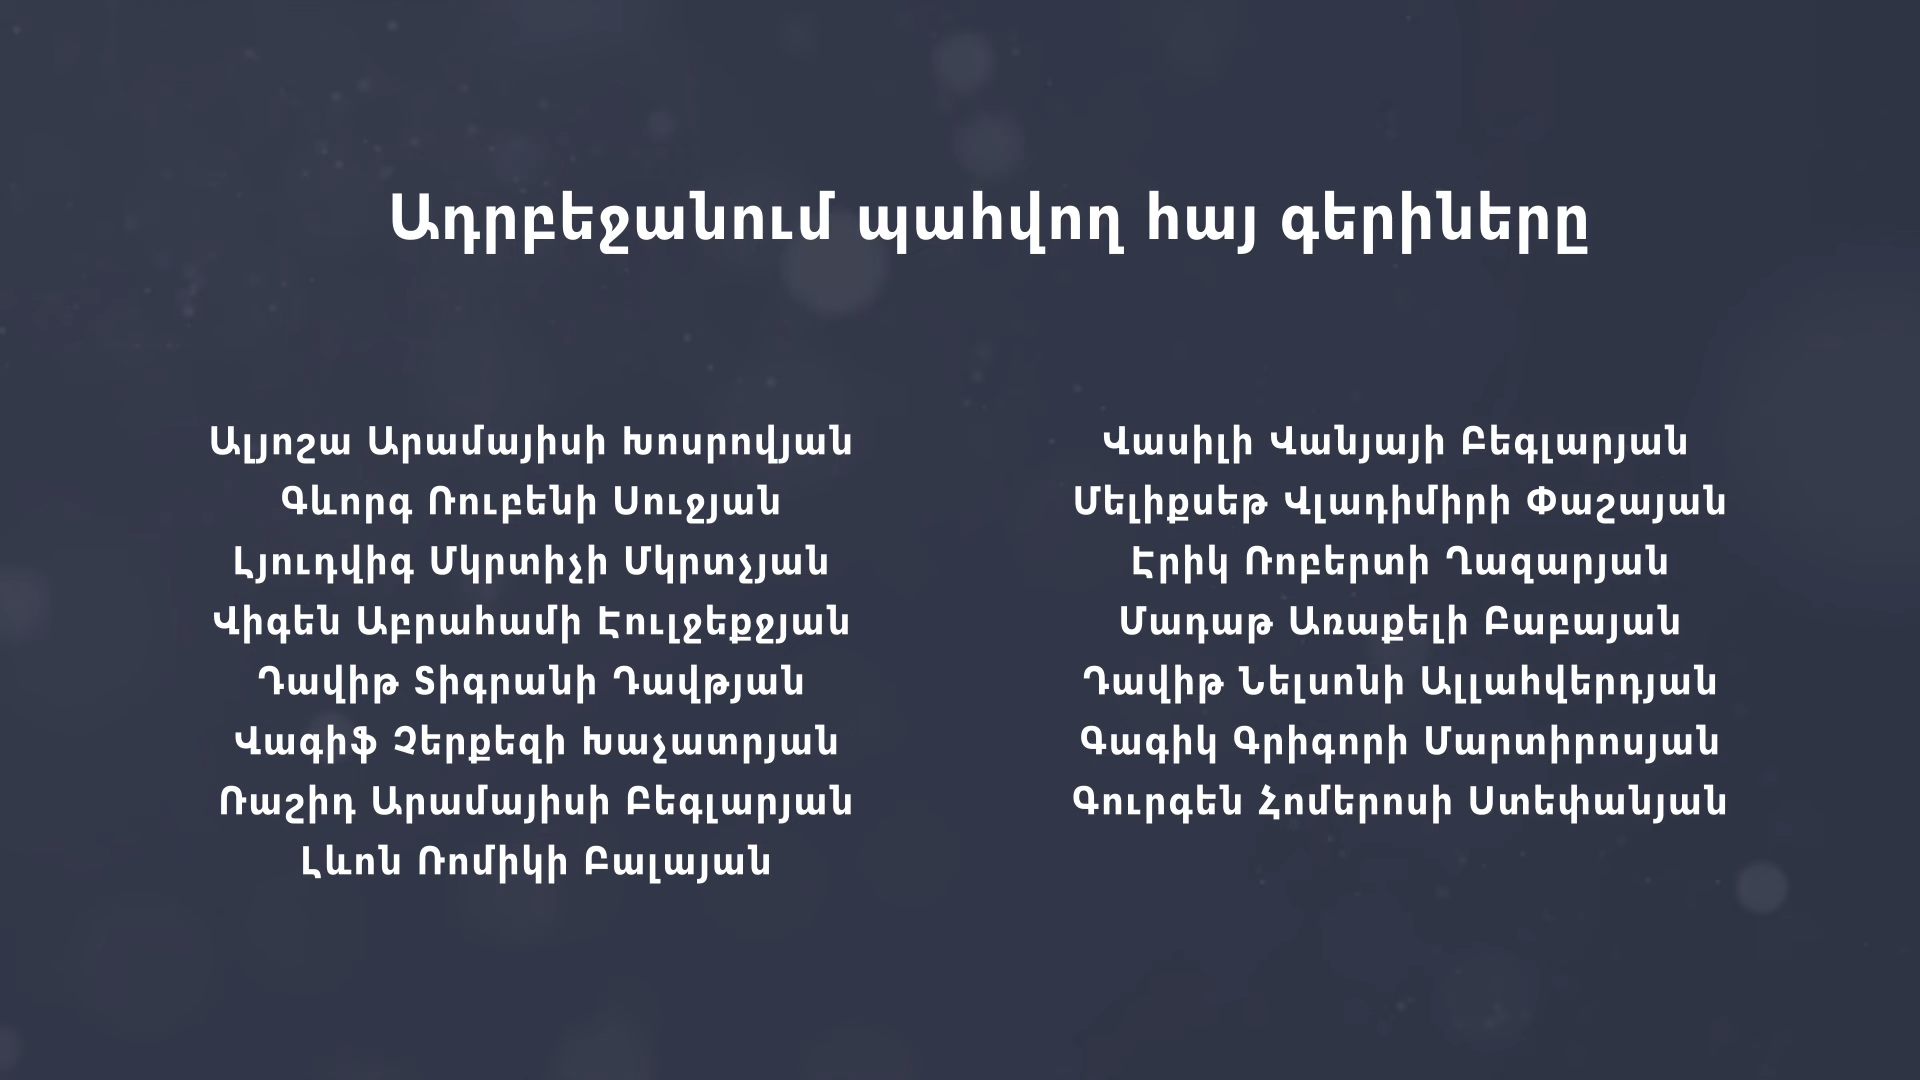 Ադրբեջանում պահվող հայ գերիները
Ալյոշա Արամայիսի Խոսրովյան
Գևորգ Ռուբենի Սուջյան
Լյուդվիգ Մկրտիչի Մկրտչյան
Վիգեն Աբրահամի Էուլջեքջյան
Դավիթ Տիգրանի Դավթյան
Վագիֆ Չերքեզի Խաչատրյան
Ռաշիդ Արամայիսի Բեգլարյան
Լևոն Ռոմիկի Բալայան
Վասիլի Վանյայի Բեգլարյան
Մելիքսեթ Վլադիմիրի Փաշայան
Էրիկ Ռոբերտի Ղազարյան
Մադաթ Առաքելի Բաբայան
Դավիթ Նելսոնի Ալլահվերդյան
Գագիկ Գրիգորի Մարտիրոսյան
Գուրգեն Հոմերոսի Ստեփանյան